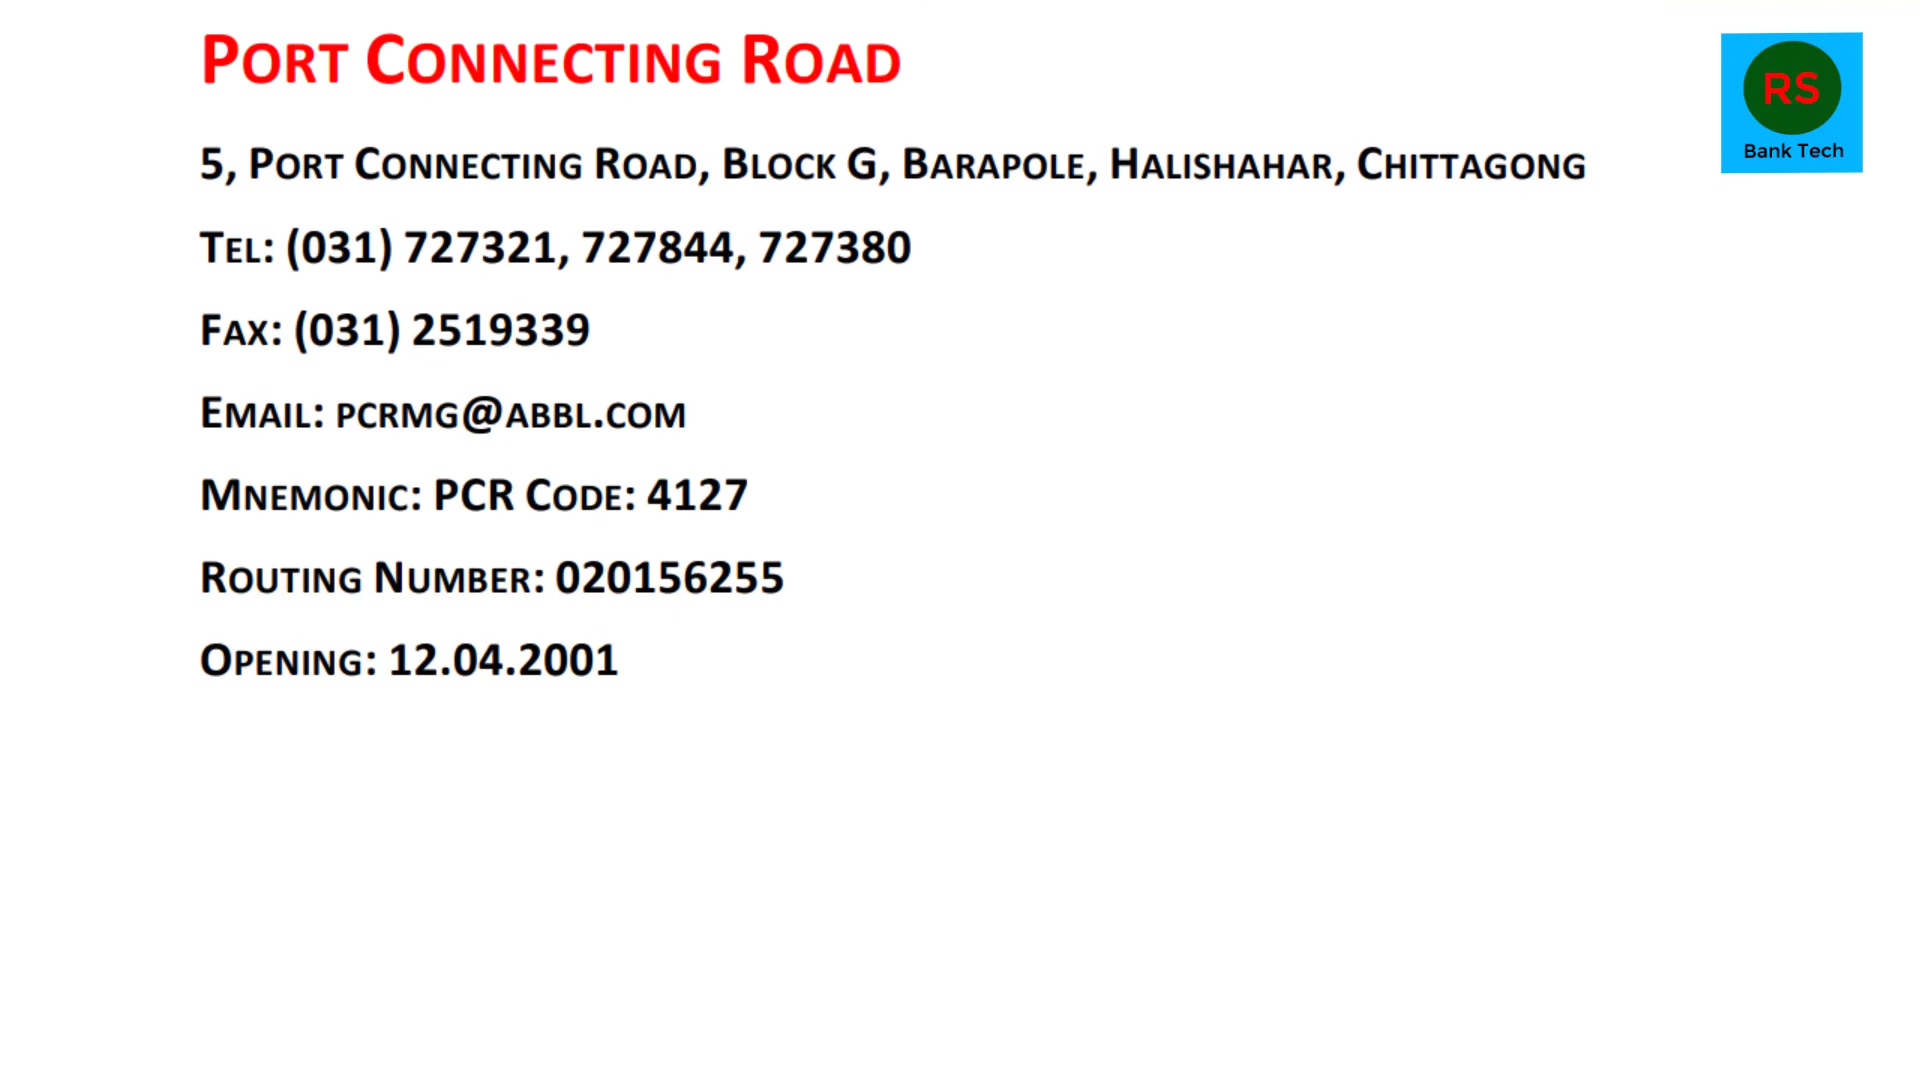 Port Connecting Road
RS
Bank Tech
5, Port Connecting Road, Block G, Barapole, Halishahar, Chittagong
Tel: (031) 727321, 727844, 727380
Fax: (031) 2519339
Email: pcrmg@abbl.com
Mnemonic: PCR Code: 4127
Routing Number: 020156255
Opening: 12.04.2001